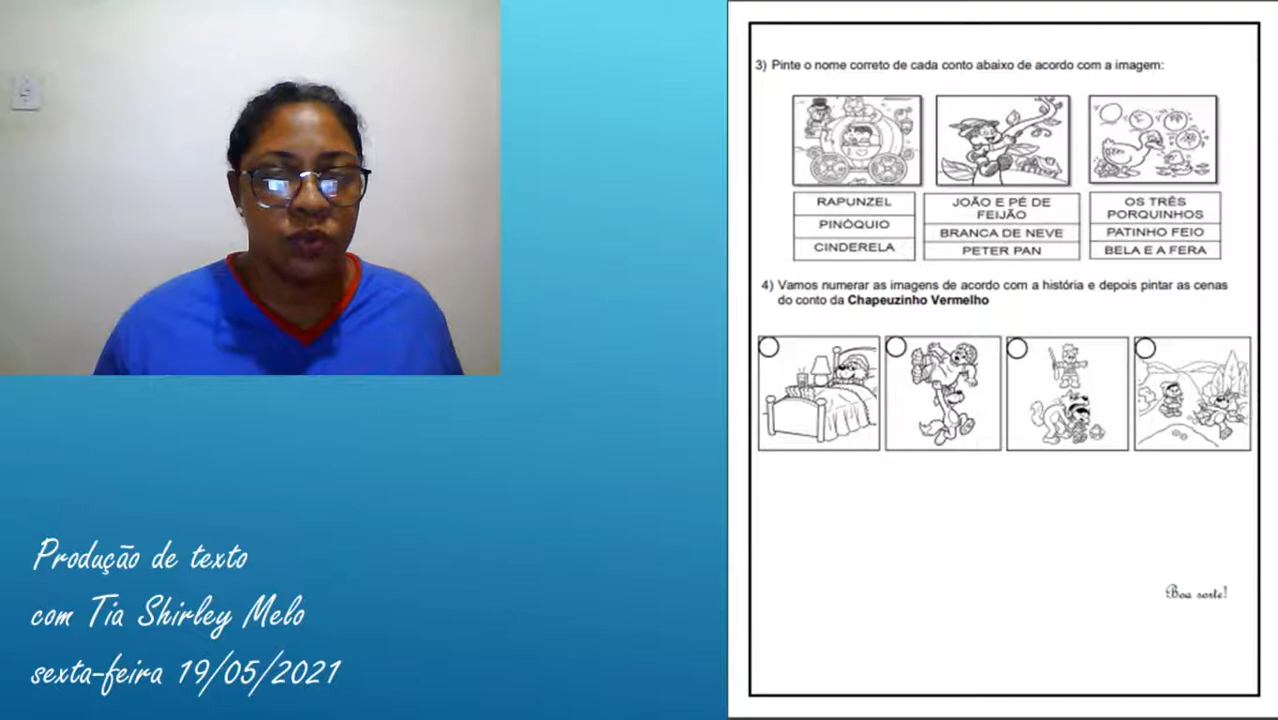 3) Pinte o nome correto de cada conto abaixo de acordo com a imagem:
RAPUNZEL
PINÓQUIO
CINDERELA
JOÃO E PÉ DE
FEIJÃO
BRANCA DE NEVE
PETER PAN
OS TRÊS
PORQUINHOS
PATINHO FEIO
BELA E A FERA
4) Vamos numerar as imagens de acordo com a história e depois pintar as cenas
do conto da Chapeuzinho Vermelho
Boa sorte!
Produção de texto
com Tia Shirley Melo
sexta-feira 19/05/2021